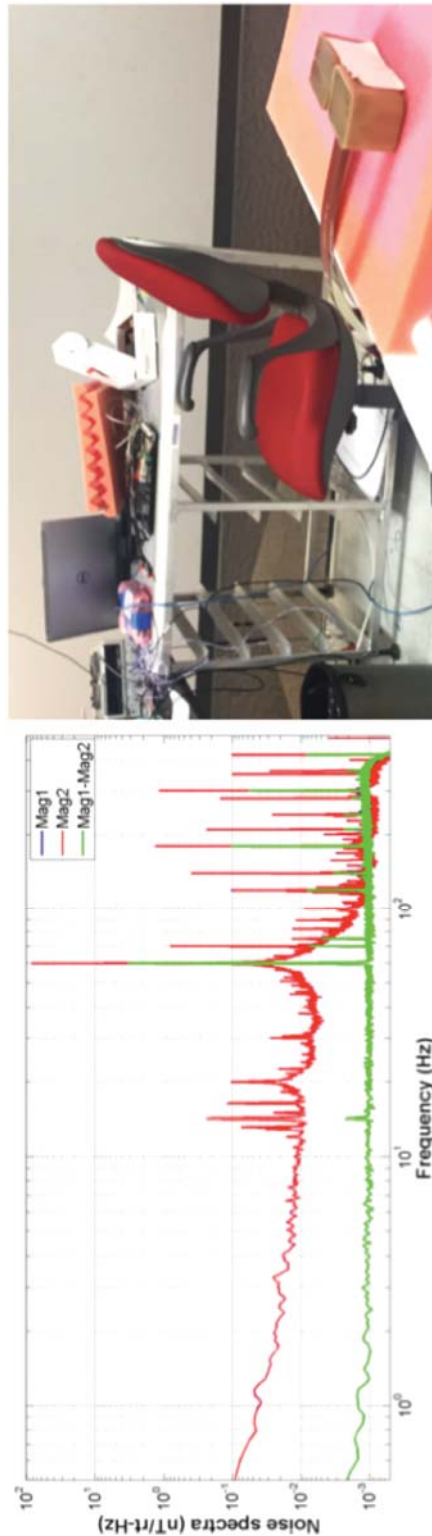 Mag1
Mag2
Mag1-Mag2
Noise spectra (nT/rt-Hz)
10²
10¹
10⁰
10⁻¹
10⁻²
10⁻³
10⁰
10¹
10²
Frequency (Hz)
DELL